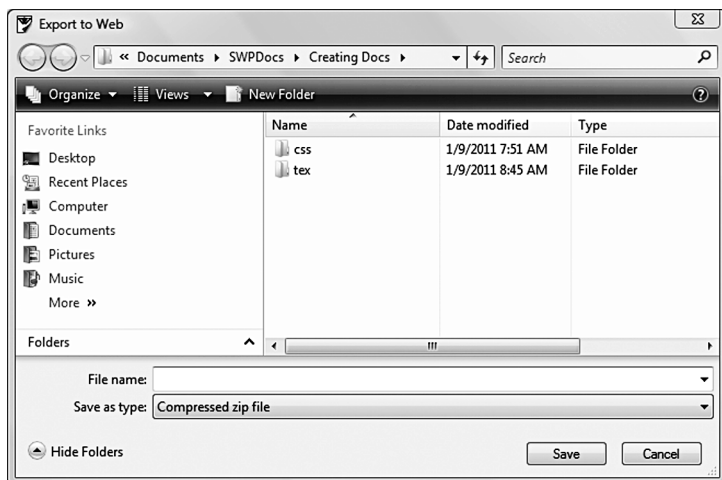 Export to Web
« Documents ▸ SWPDocs ▸ Creating Docs ▸
Search
Organize ▾ Views ▾ New Folder
Favorite Links
Desktop
Recent Places
Computer
Documents
Pictures
Music
More »
Folders
Name Date modified Type
css 1/9/2011 7:51 AM File Folder
tex 1/9/2011 8:45 AM File Folder
File name:
Save as type: Compressed zip file
Hide Folders Save Cancel